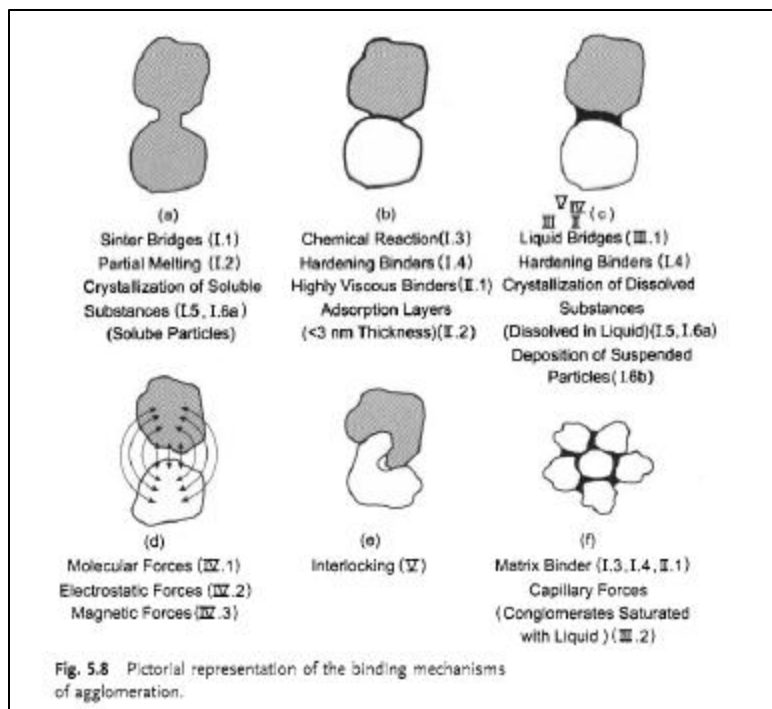 (a)
Sinter Bridges (I.1)
Partial Melting (I.2)
Crystallization of Soluble
Substances (I.5, I.6a)
(Solube Particles)
(b)
Chemical Reaction(I.3)
Hardening Binders (I.4)
Highly Viscous Binders(II.1)
Adsorption Layers
(<3 nm Thickness)(II.2)
V IV
III II (c)
Liquid Bridges (III.1)
Hardening Binders (I.4)
Crystallization of Dissolved
Substances
(Dissolved in Liquid)(I.5, I.6a)
Deposition of Suspended
Particles(I.6b)
(d)
Molecular Forces (IV.1)
Electrostatic Forces (IV.2)
Magnetic Forces(IV.3)
(e)
Interlocking (V)
(f)
Matrix Binder (I.3, I.4, II.1)
Capillary Forces
(Conglomerates Saturated
with Liquid ) (III.2)
Fig. 5.8 Pictorial representation of the binding mechanisms
of agglomeration.